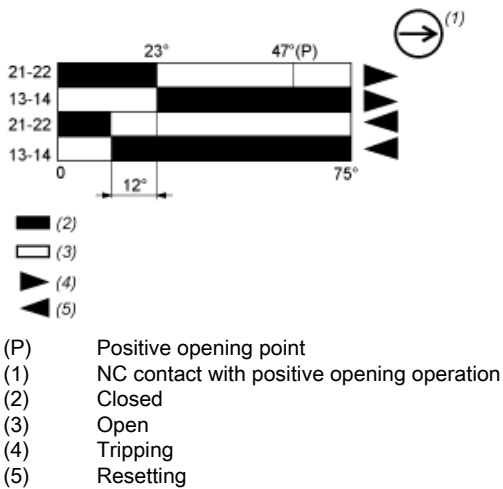 (1)
23° 47°(P)
21-22
13-14
21-22
13-14
0 75°
12°
(2)
(3)
(4)
(5)
(P) Positive opening point
(1) NC contact with positive opening operation
(2) Closed
(3) Open
(4) Tripping
(5) Resetting